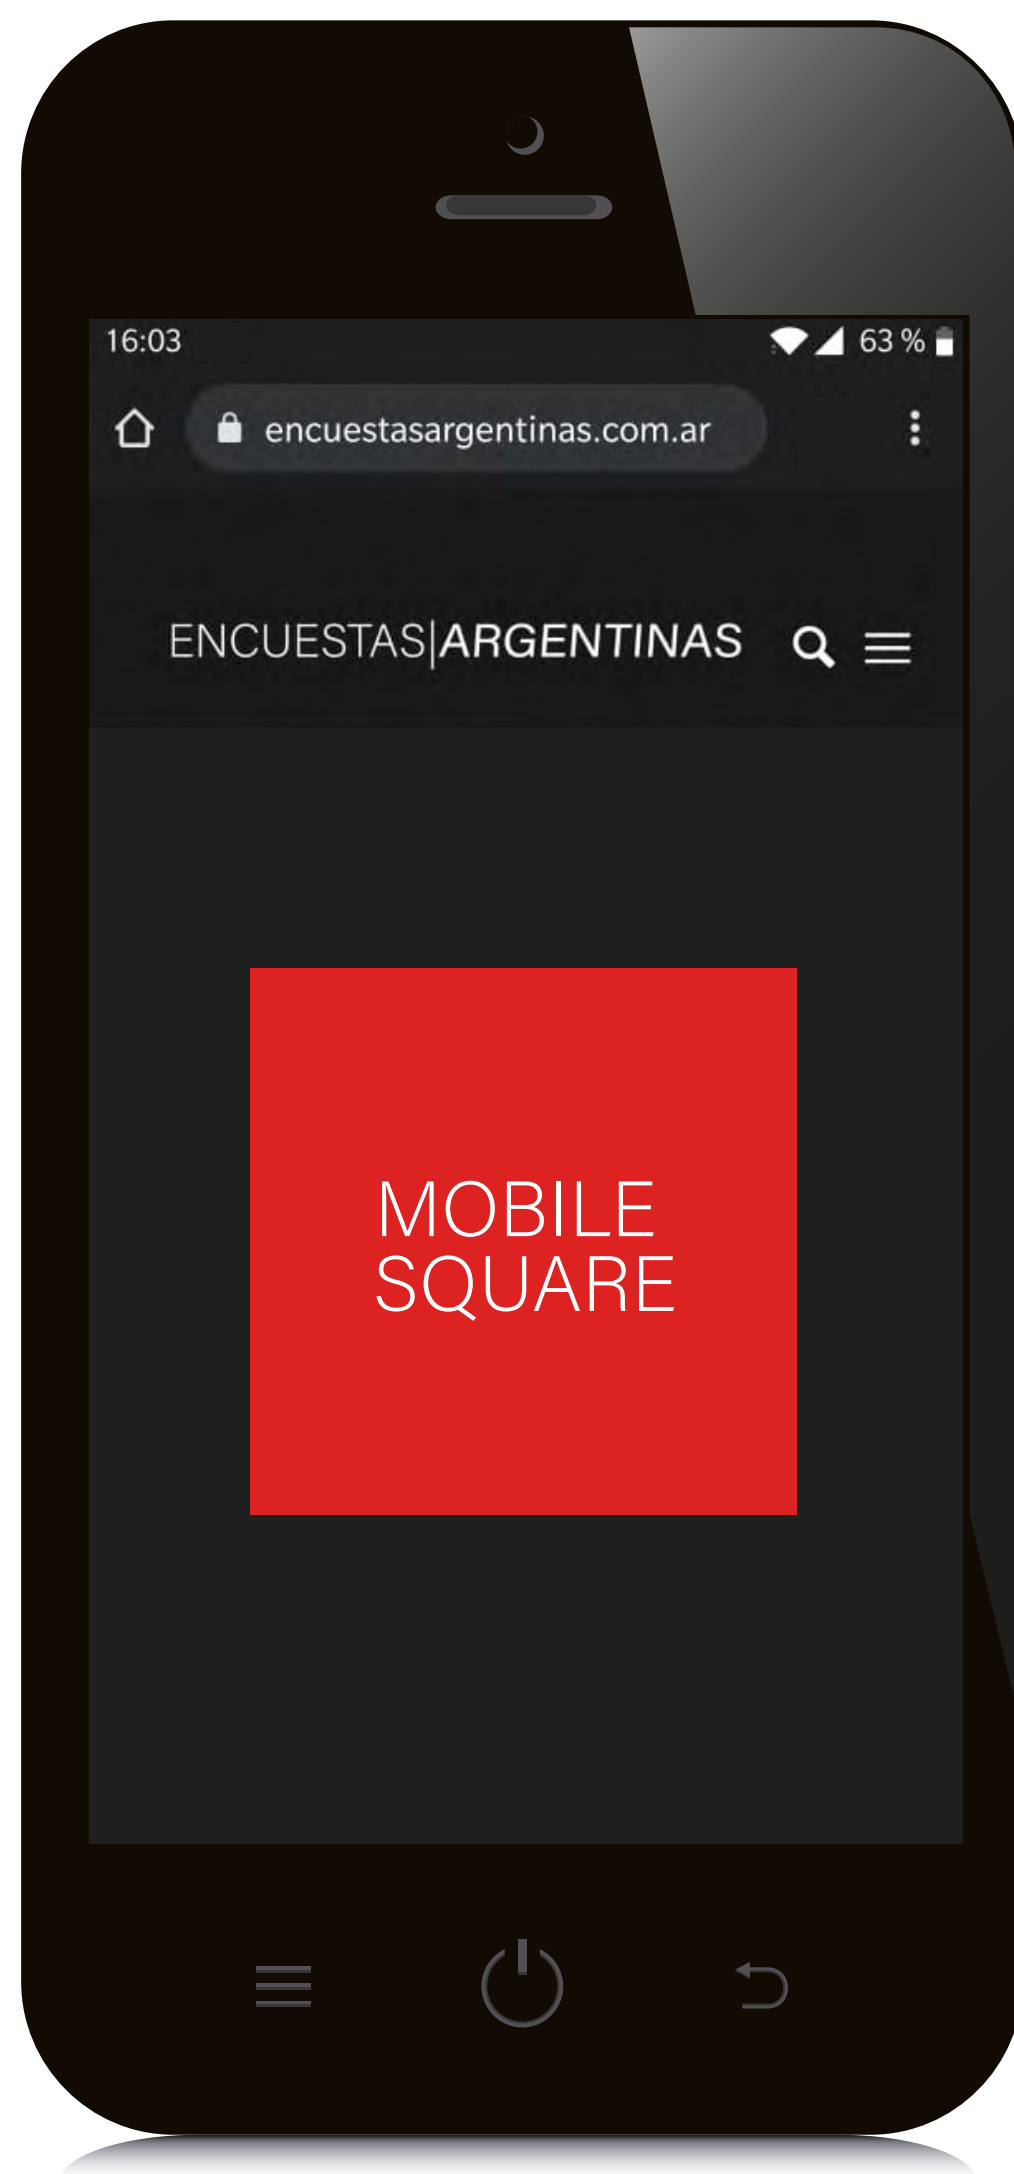 16:03 63 %
encuestasargentinas.com.ar
ENCUESTAS|ARGENTINAS
MOBILE
SQUARE